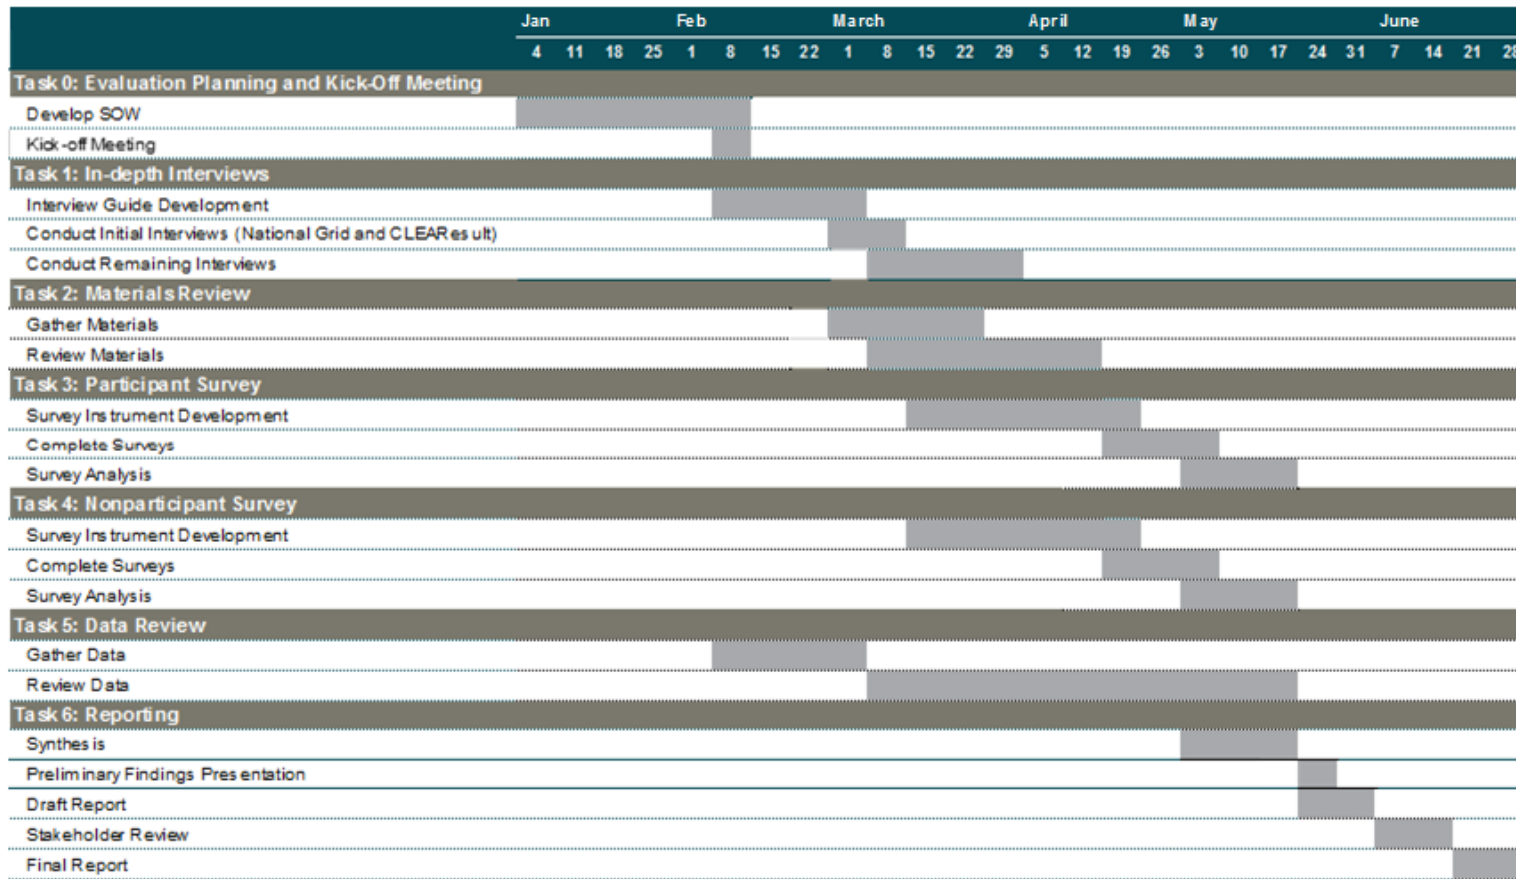 Jan Feb March April May June
4 11 18 25 1 8 15 22 1 8 15 22 29 5 12 19 26 3 10 17 24 31 7 14 21 28
Task 0: Evaluation Planning and Kick-Off Meeting
Develop SOW
Kick-off Meeting
Task 1: In-depth Interviews
Interview Guide Development
Conduct Initial Interviews (National Grid and CLEAResult)
Conduct Remaining Interviews
Task 2: Materials Review
Gather Materials
Review Materials
Task 3: Participant Survey
Survey Instrument Development
Complete Surveys
Survey Analysis
Task 4: Nonparticipant Survey
Survey Instrument Development
Complete Surveys
Survey Analysis
Task 5: Data Review
Gather Data
Review Data
Task 6: Reporting
Synthesis
Preliminary Findings Presentation
Draft Report
Stakeholder Review
Final Report